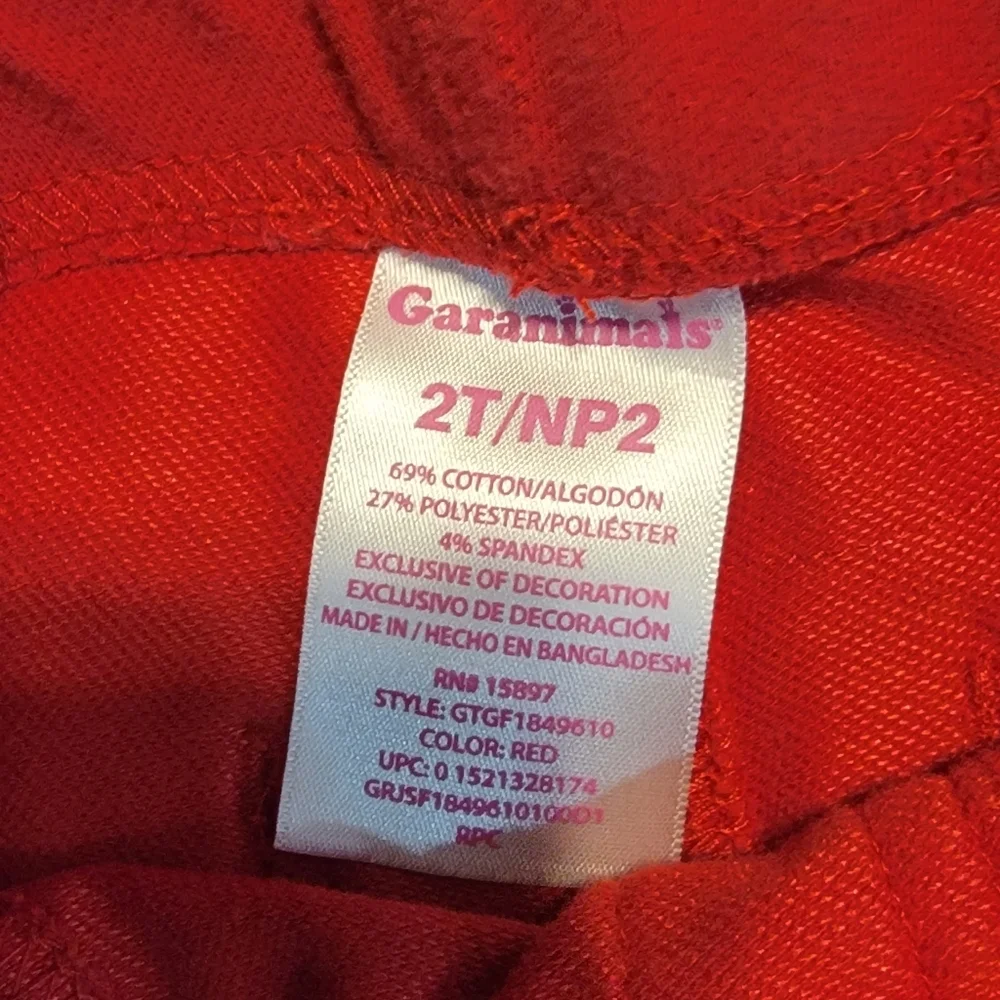 Garanimals®
2T/NP2
69% COTTON/ALGODÓN
27% POLYESTER/POLIÉSTER
4% SPANDEX
EXCLUSIVE OF DECORATION
EXCLUSIVO DE DECORACIÓN
MADE IN / HECHO EN BANGLADESH
RN# 15897
STYLE: GTGF1849610
COLOR: RED
UPC: 0 1521328174
GRJSF1849610100D1
RPC